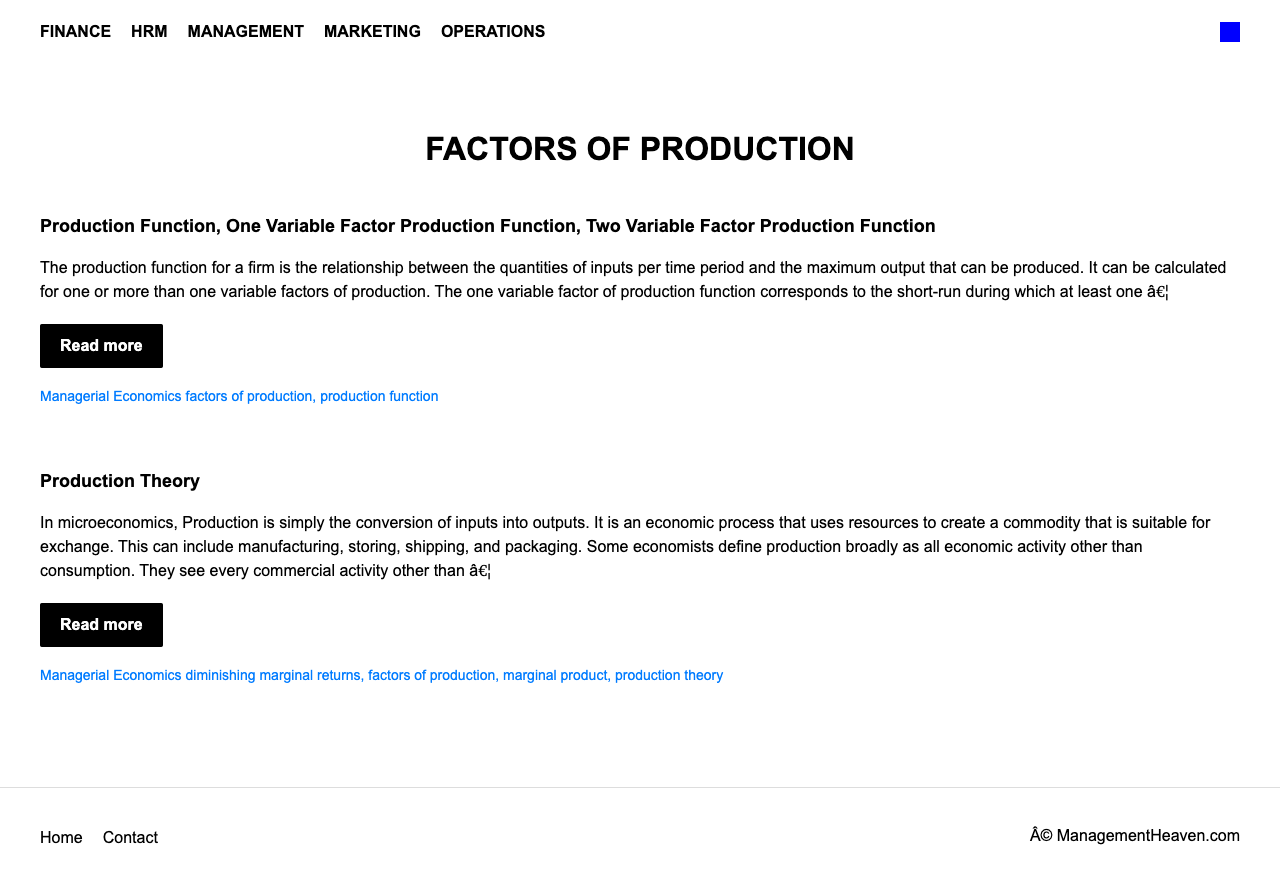 FINANCE HRM MANAGEMENT MARKETING OPERATIONS
FACTORS OF PRODUCTION
Production Function, One Variable Factor Production Function, Two Variable Factor Production Function
The production function for a firm is the relationship between the quantities of inputs per time period and the maximum output that can be produced. It can be calculated
for one or more than one variable factors of production. The one variable factor of production function corresponds to the short-run during which at least one â€¦
Read more
Managerial Economics factors of production, production function
Production Theory
In microeconomics, Production is simply the conversion of inputs into outputs. It is an economic process that uses resources to create a commodity that is suitable for
exchange. This can include manufacturing, storing, shipping, and packaging. Some economists define production broadly as all economic activity other than
consumption. They see every commercial activity other than â€¦
Read more
Managerial Economics diminishing marginal returns, factors of production, marginal product, production theory
Home Contact
Â© ManagementHeaven.com